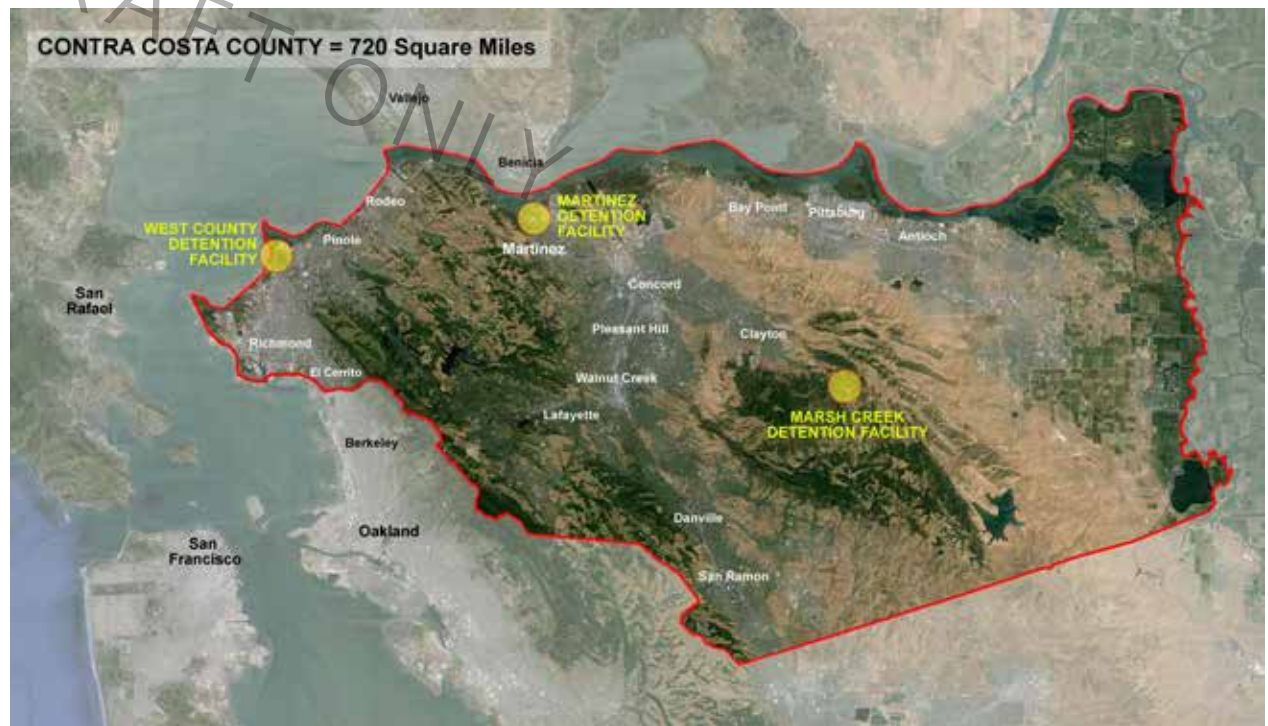 DRAFT ONLY
CONTRA COSTA COUNTY = 720 Square Miles
Vallejo
Benicia
Rodeo
MARTINEZ
DETENTION
FACILITY
Bay Point
Pittsburg
WEST COUNTY
DETENTION
FACILITY
Pinole
Martinez
Antioch
San
Rafael
Concord
Richmond
Pleasant Hill
Clayton
El Cerrito
Walnut Creek
Lafayette
MARSH CREEK
DETENTION FACILITY
Berkeley
Danville
Oakland
San
Francisco
San Ramon